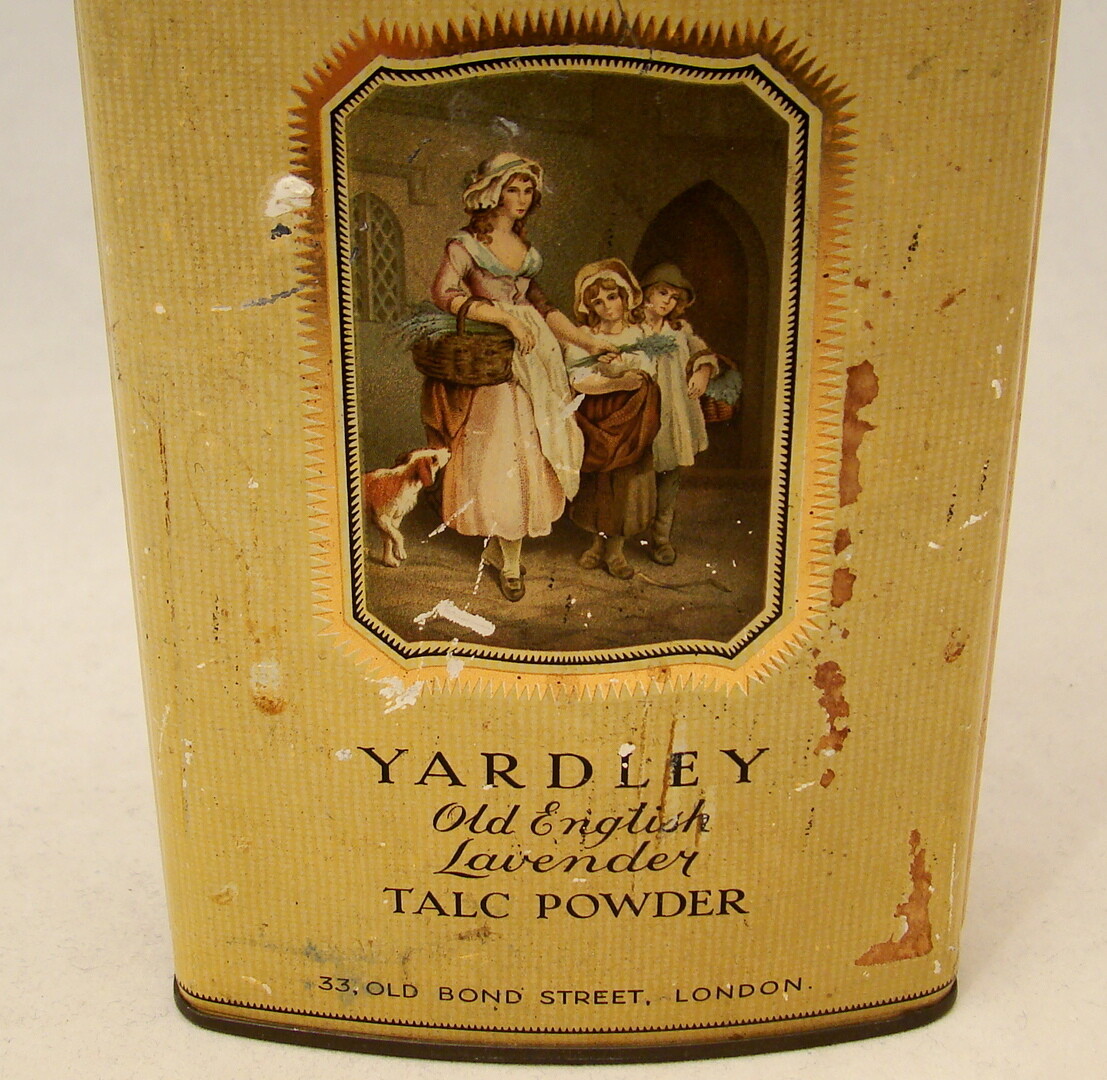 YARDLEY
Old English
Lavender
TALC POWDER
33, OLD BOND STREET, LONDON.